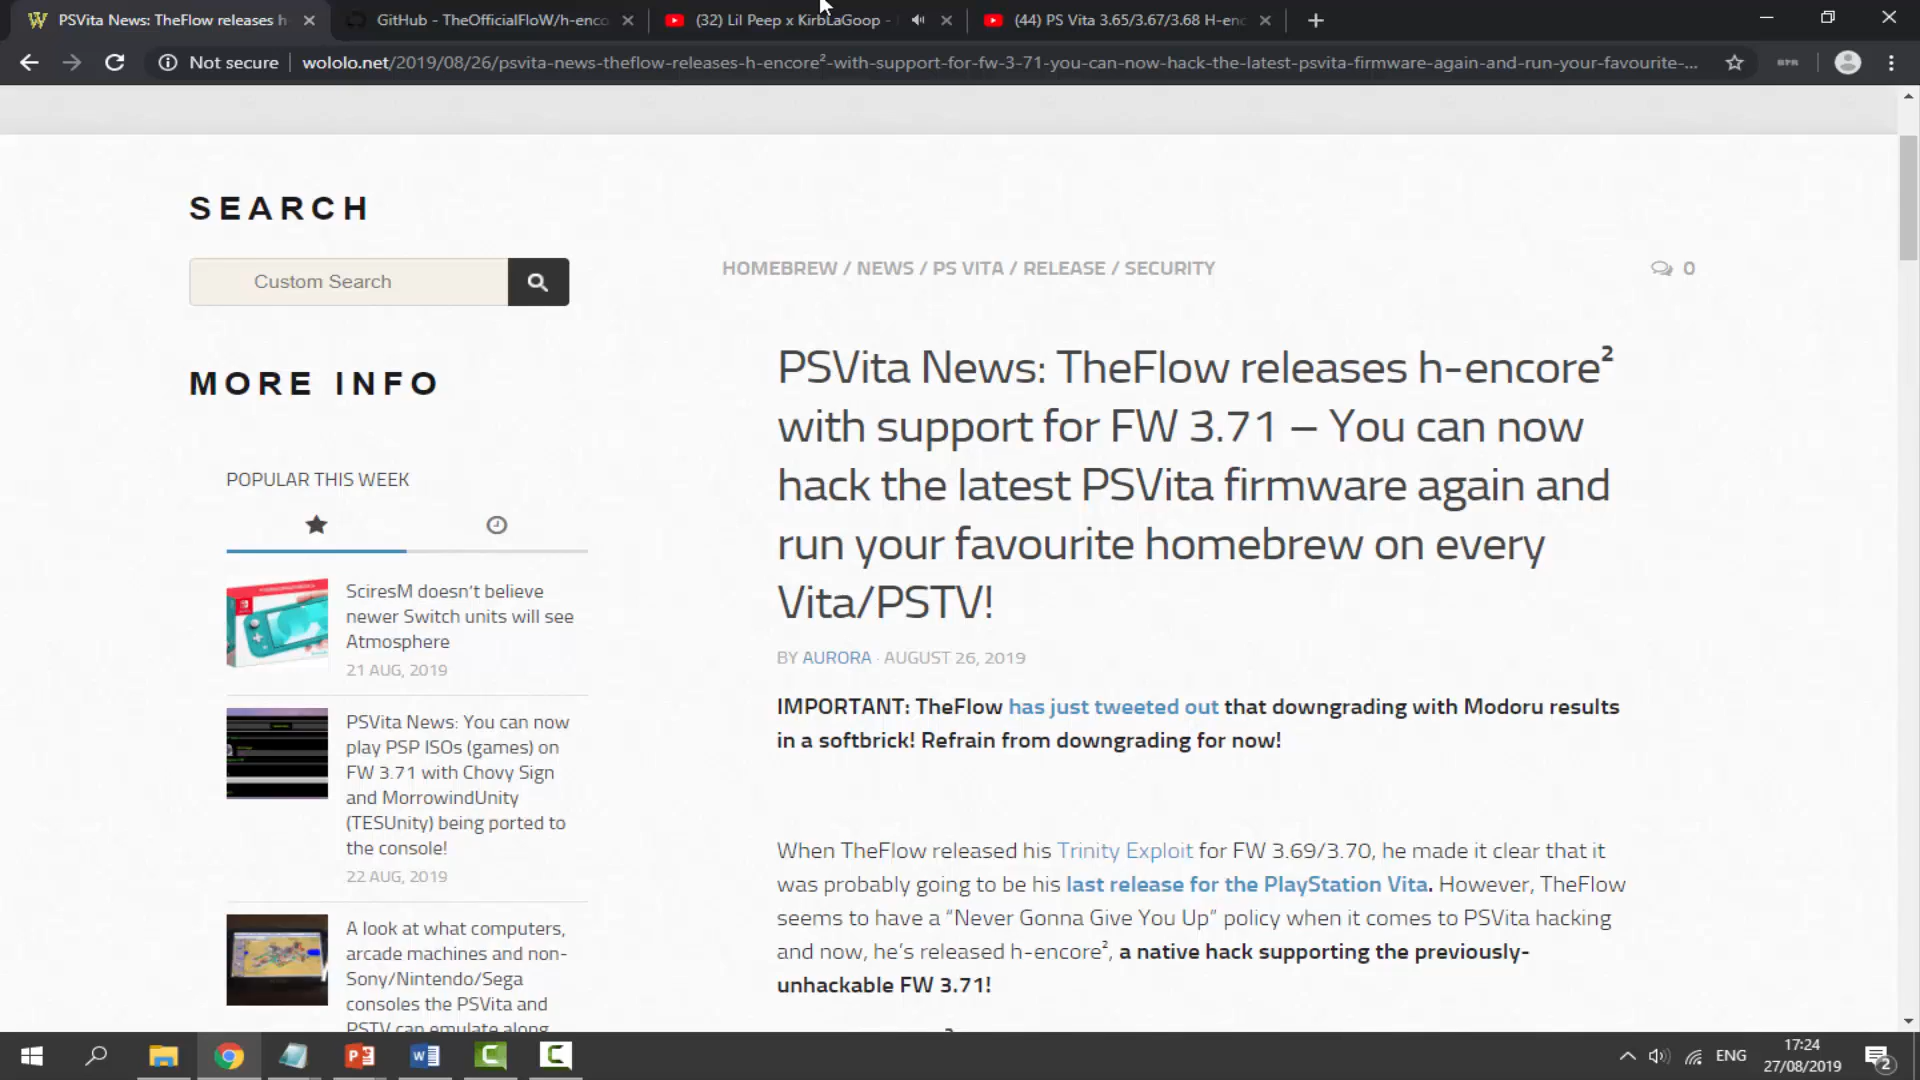 PSVita News: TheFlow releases h
GitHub - TheOfficialFloW/h-enco
(32) Lil Peep x KirbLaGoop -
(44) PS Vita 3.65/3.67/3.68 H-enc
Not secure
wololo.net/2019/08/26/psvita-news-theflow-releases-h-encore²-with-support-for-fw-3-71-you-can-now-hack-the-latest-psvita-firmware-again-and-run-your-favourite-...
SEARCH
Custom Search
MORE INFO
POPULAR THIS WEEK
SciresM doesn't believe
newer Switch units will see
Atmosphere
21 AUG, 2019
PSVita News: You can now
play PSP ISOs (games) on
FW 3.71 with Chovy Sign
and MorrowindUnity
(TESUnity) being ported to
the console!
22 AUG, 2019
A look at what computers,
arcade machines and non-
Sony/Nintendo/Sega
consoles the PSVita and
PSTV can emulate along
HOMEBREW / NEWS / PS VITA / RELEASE / SECURITY
0
PSVita News: TheFlow releases h-encore²
with support for FW 3.71 – You can now
hack the latest PSVita firmware again and
run your favourite homebrew on every
Vita/PSTV!
BY AURORA · AUGUST 26, 2019
IMPORTANT: TheFlow has just tweeted out that downgrading with Modoru results
in a softbrick! Refrain from downgrading for now!
When TheFlow released his Trinity Exploit for FW 3.69/3.70, he made it clear that it
was probably going to be his last release for the PlayStation Vita. However, TheFlow
seems to have a “Never Gonna Give You Up” policy when it comes to PSVita hacking
and now, he's released h-encore², a native hack supporting the previously-
unhackable FW 3.71!
ENG
17:24
27/08/2019
2